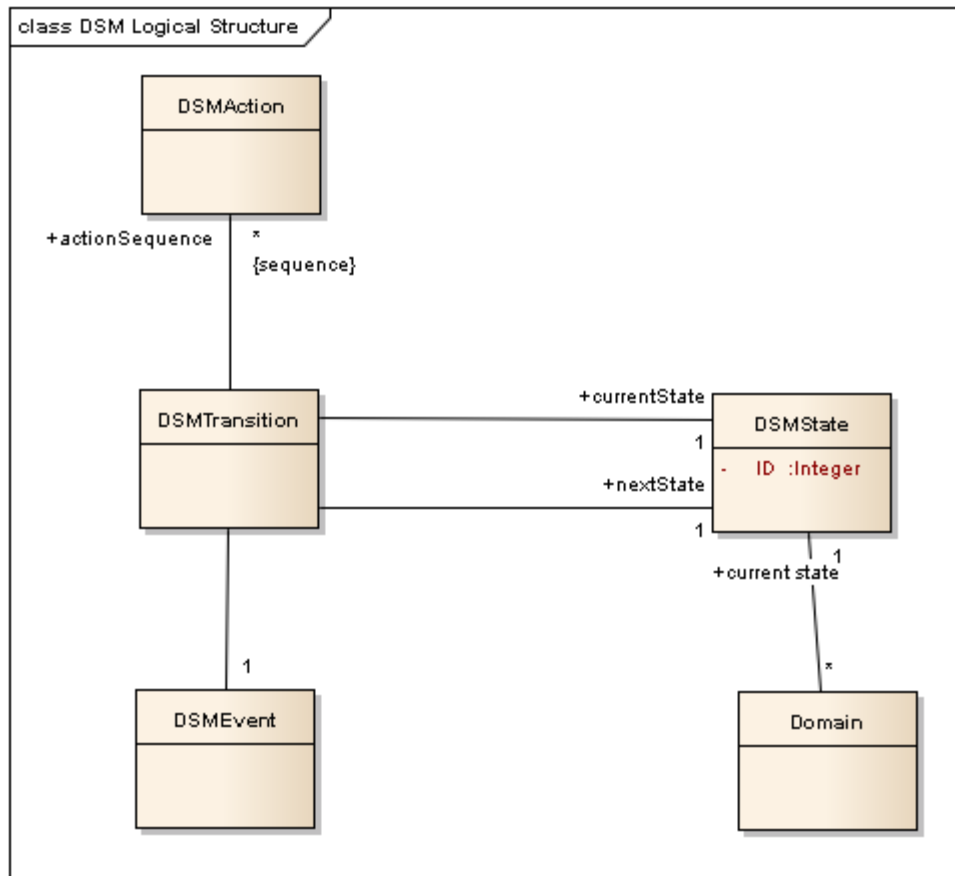 class DSM Logical Structure
DSMAction
+actionSequence
*
{sequence}
DSMTransition
+currentState
1
+nextState
1
DSMState
- ID :Integer
1
+current state
1
DSMEvent
*
Domain